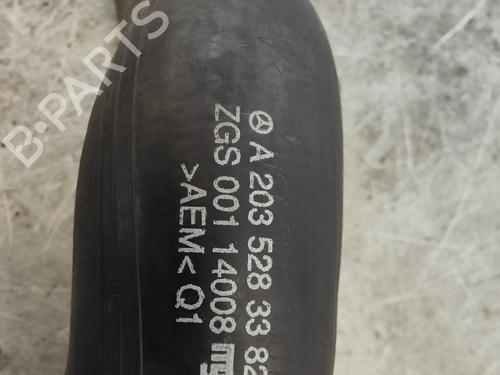 B-PARTS
A 203 528 33 82
ZGS 001 14008
>AEM< Q1